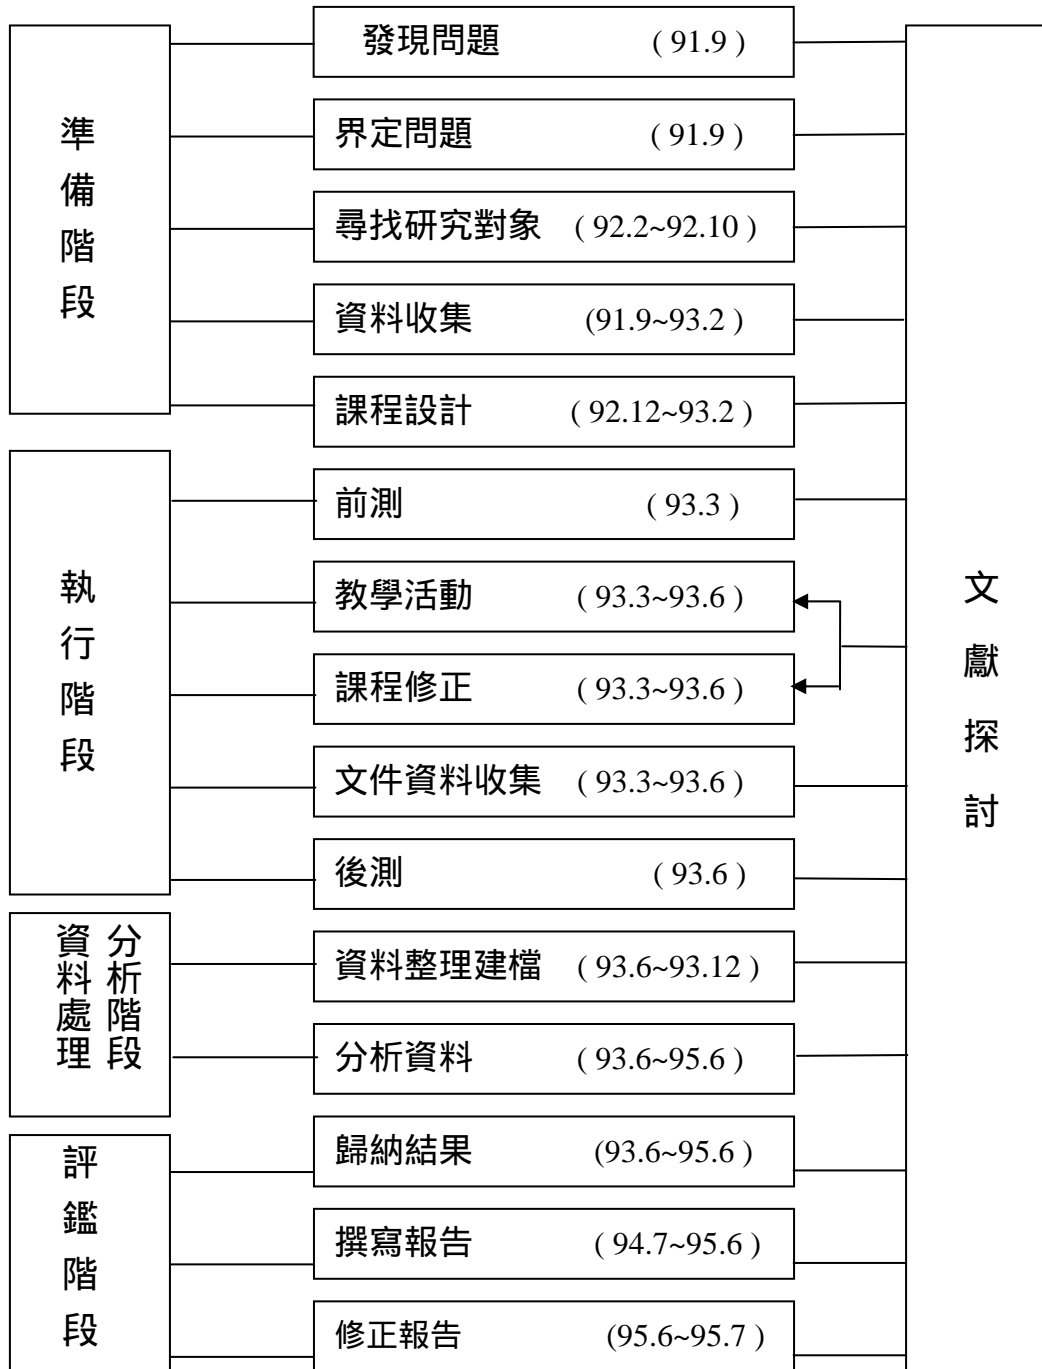 準備階段
發現問題 ( 91.9 )
界定問題 ( 91.9 )
尋找研究對象 ( 92.2~92.10 )
資料收集 (91.9~93.2 )
課程設計 ( 92.12~93.2 )
執行階段
前測 ( 93.3 )
教學活動 ( 93.3~93.6 )
課程修正 ( 93.3~93.6 )
文件資料收集 ( 93.3~93.6 )
後測 ( 93.6 )
資料處理
分析階段
資料整理建檔 ( 93.6~93.12 )
分析資料 ( 93.6~95.6 )
評鑑階段
歸納結果 (93.6~95.6 )
撰寫報告 ( 94.7~95.6 )
修正報告 (95.6~95.7 )
文獻探討